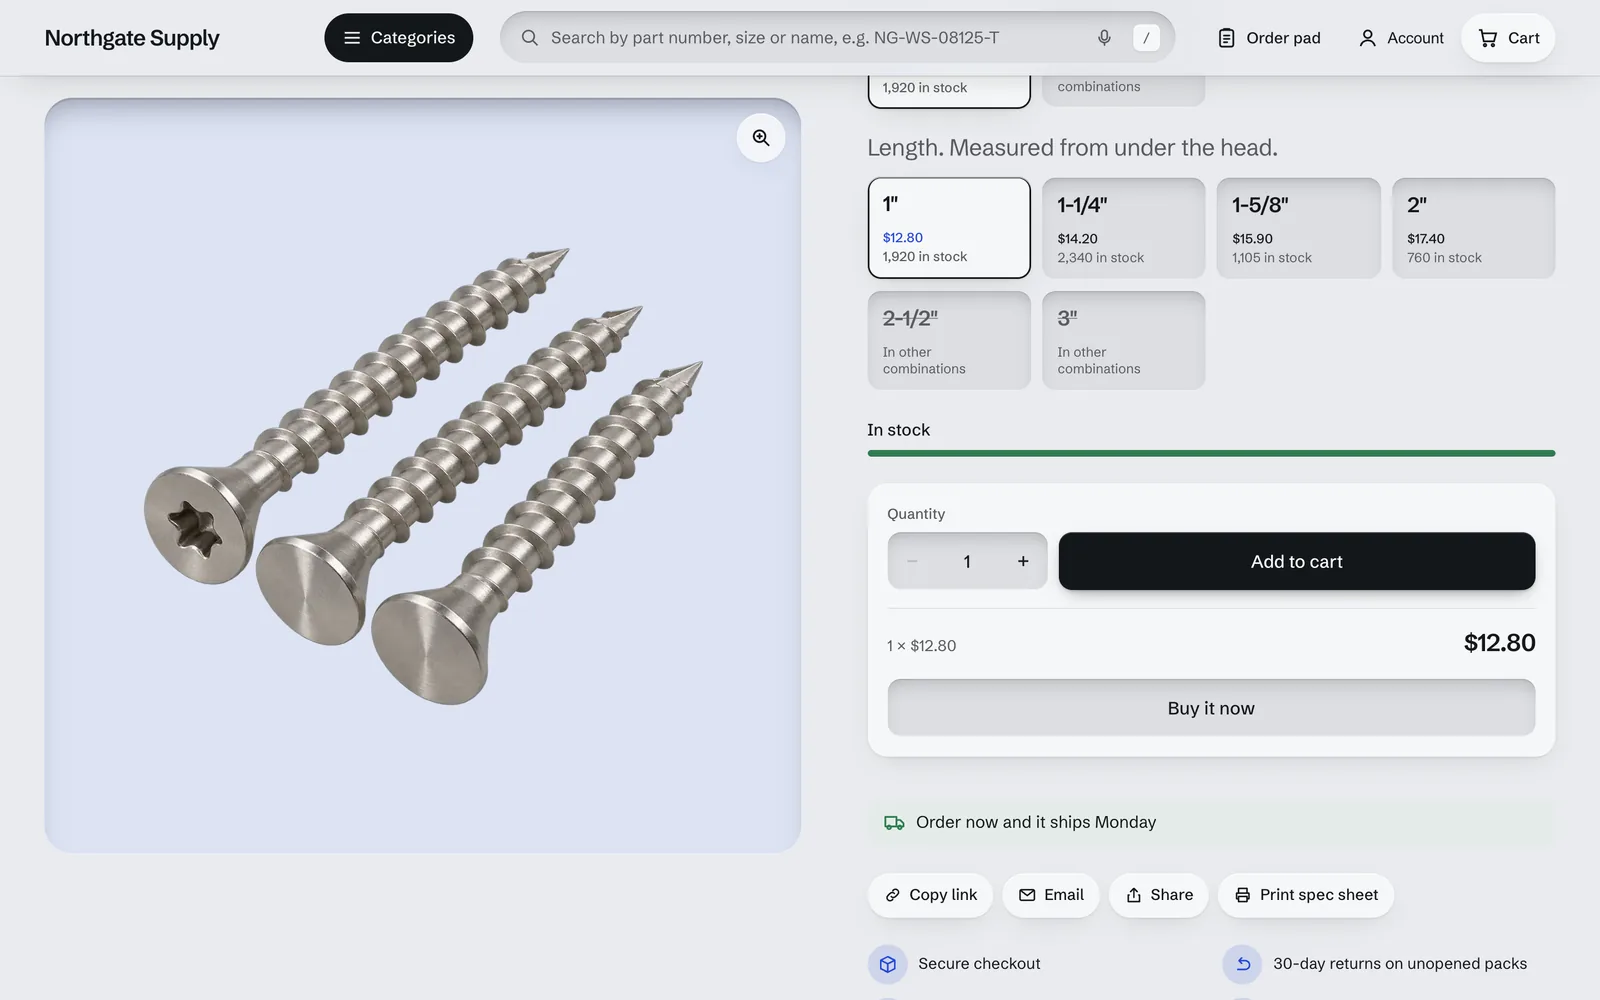 Northgate Supply
Categories
Search by part number, size or name, e.g. NG-WS-08125-T
/
Order pad
Account
Cart
1,920 in stock
combinations
Length. Measured from under the head.
1"
$12.80
1,920 in stock
1-1/4"
$14.20
2,340 in stock
1-5/8"
$15.90
1,105 in stock
2"
$17.40
760 in stock
2-1/2"
In other
combinations
3"
In other
combinations
In stock
Quantity
− 1 +
Add to cart
1 × $12.80
$12.80
Buy it now
Order now and it ships Monday
Copy link
Email
Share
Print spec sheet
Secure checkout
30-day returns on unopened packs